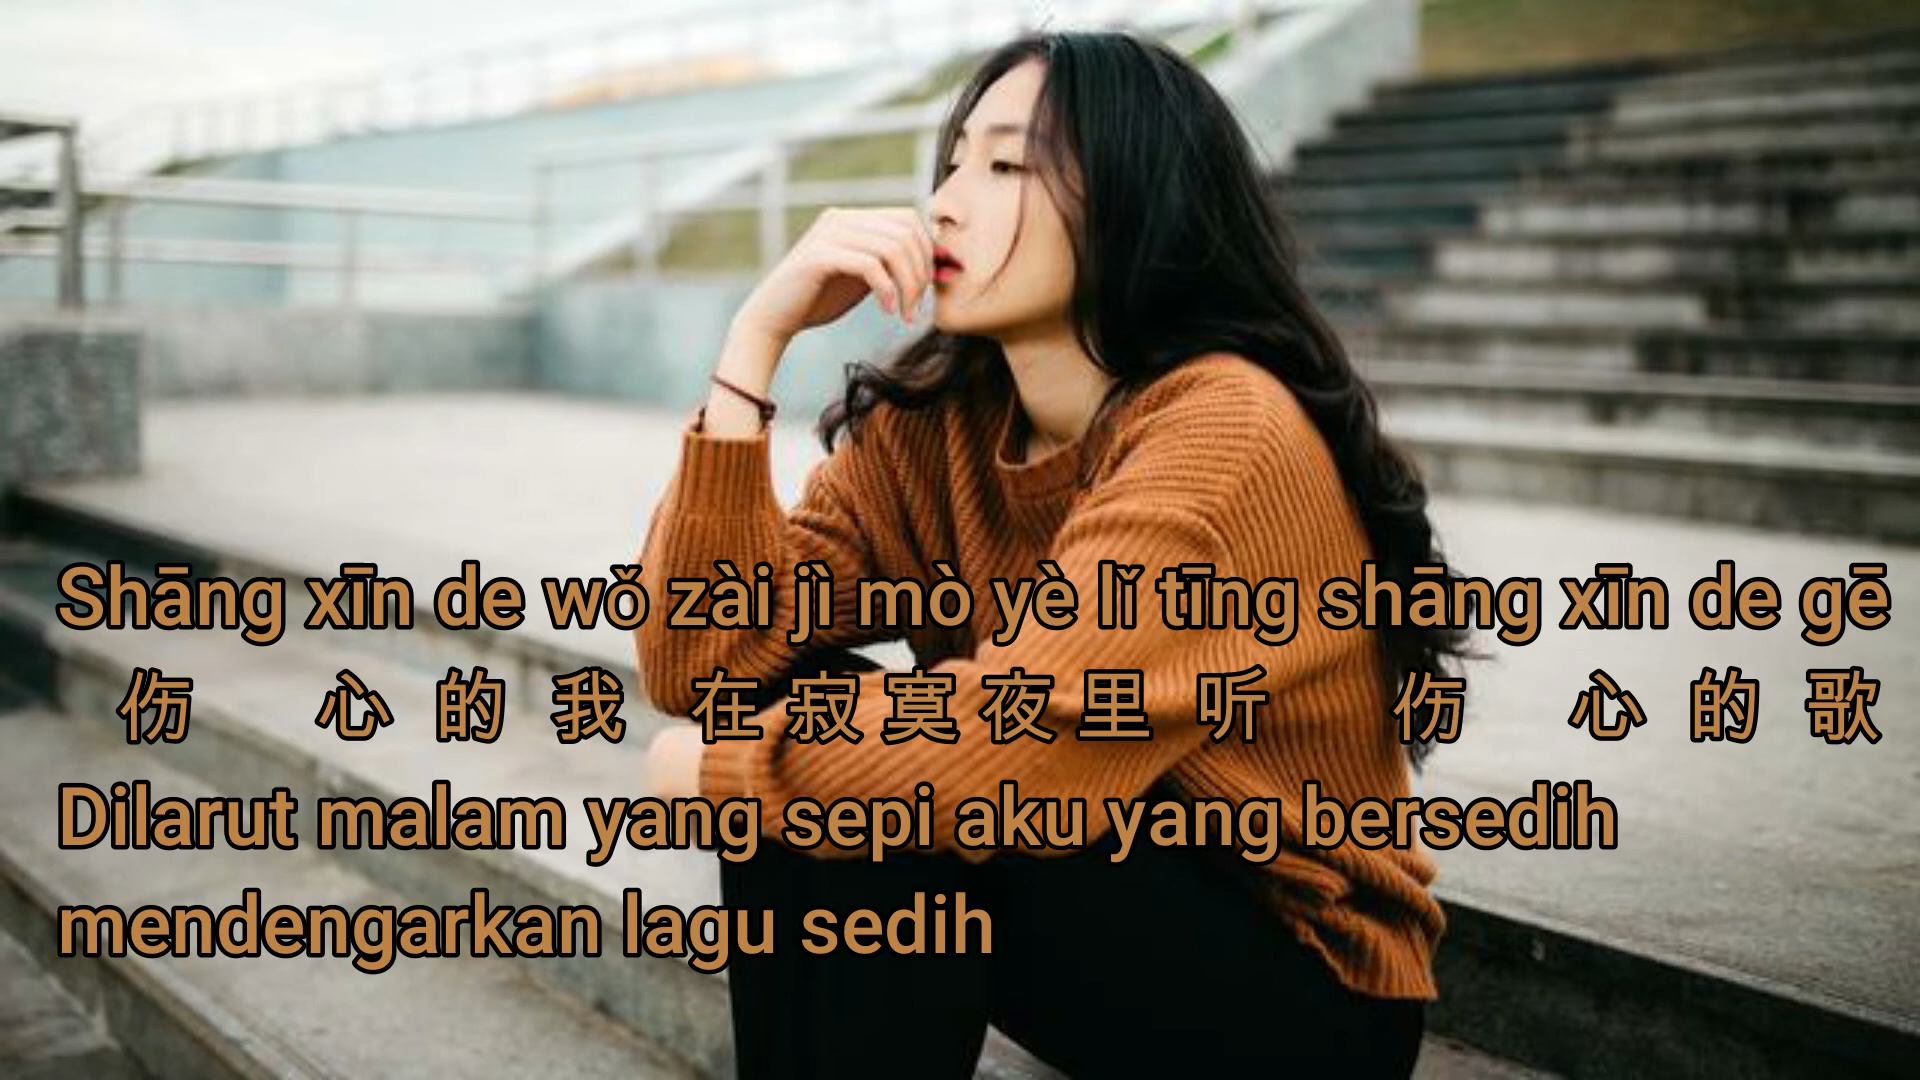 Shāng xīn de wǒ zài jì mò yè lǐ tīng shāng xīn de gē
伤 心 的 我 在 寂 寞 夜 里 听 伤 心 的 歌
Dilarut malam yang sepi aku yang bersedih
mendengarkan lagu sedih